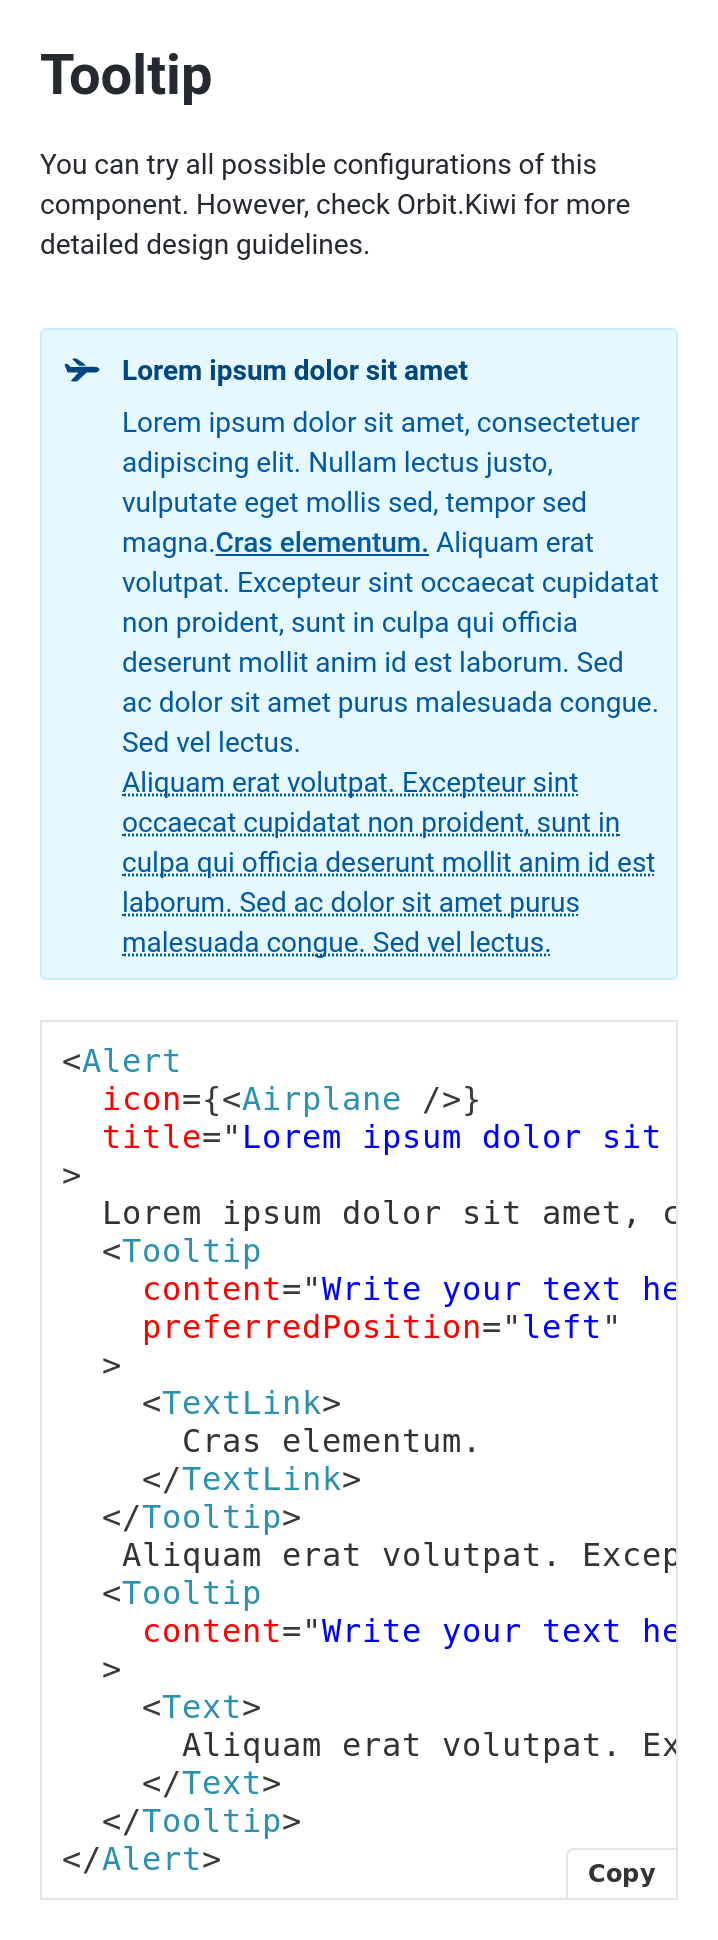 Tooltip
You can try all possible configurations of this
component. However, check Orbit.Kiwi for more
detailed design guidelines.
Lorem ipsum dolor sit amet
Lorem ipsum dolor sit amet, consectetuer
adipiscing elit. Nullam lectus justo,
vulputate eget mollis sed, tempor sed
magna.Cras elementum. Aliquam erat
volutpat. Excepteur sint occaecat cupidatat
non proident, sunt in culpa qui officia
deserunt mollit anim id est laborum. Sed
ac dolor sit amet purus malesuada congue.
Sed vel lectus.
Aliquam erat volutpat. Excepteur sint
occaecat cupidatat non proident, sunt in
culpa qui officia deserunt mollit anim id est
laborum. Sed ac dolor sit amet purus
malesuada congue. Sed vel lectus.
<Alert
  icon={<Airplane />}
  title="Lorem ipsum dolor sit
>
  Lorem ipsum dolor sit amet, c
  <Tooltip
    content="Write your text he
    preferredPosition="left"
  >
    <TextLink>
      Cras elementum.
    </TextLink>
  </Tooltip>
   Aliquam erat volutpat. Excep
  <Tooltip
    content="Write your text he
  >
    <Text>
      Aliquam erat volutpat. Ex
    </Text>
  </Tooltip>
</Alert>
Copy